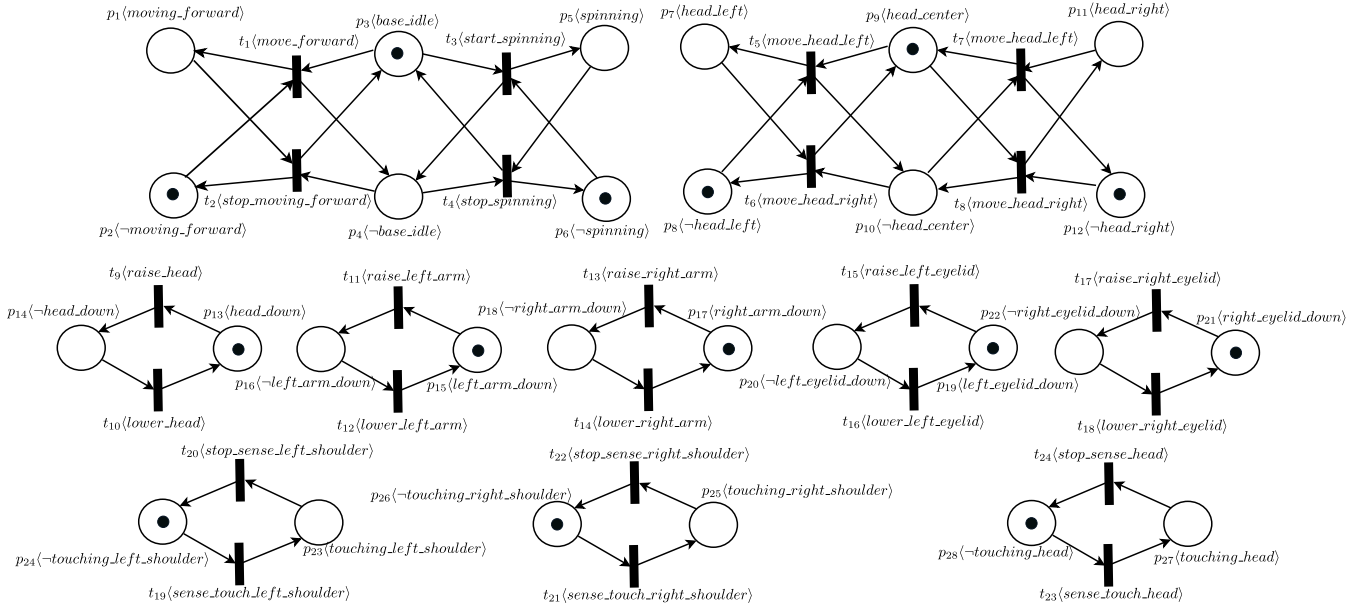 p1⟨moving_forward⟩
p3⟨base_idle⟩
p5⟨spinning⟩
p7⟨head_left⟩
p9⟨head_center⟩
p11⟨head_right⟩
t1⟨move_forward⟩
t3⟨start_spinning⟩
t5⟨move_head_left⟩
t7⟨move_head_left⟩
t2⟨stop_moving_forward⟩
t4⟨stop_spinning⟩
t6⟨move_head_right⟩
t8⟨move_head_right⟩
p2⟨¬moving_forward⟩
p4⟨¬base_idle⟩
p6⟨¬spinning⟩
p8⟨¬head_left⟩
p10⟨¬head_center⟩
p12⟨¬head_right⟩
t9⟨raise_head⟩
t11⟨raise_left_arm⟩
t13⟨raise_right_arm⟩
t15⟨raise_left_eyelid⟩
t17⟨raise_right_eyelid⟩
p14⟨¬head_down⟩
p13⟨head_down⟩
p18⟨¬right_arm_down⟩
p17⟨right_arm_down⟩
p22⟨¬right_eyelid_down⟩
p21⟨right_eyelid_down⟩
p16⟨¬left_arm_down⟩
p15⟨left_arm_down⟩
p20⟨¬left_eyelid_down⟩
p19⟨left_eyelid_down⟩
t10⟨lower_head⟩
t12⟨lower_left_arm⟩
t14⟨lower_right_arm⟩
t16⟨lower_left_eyelid⟩
t18⟨lower_right_eyelid⟩
t20⟨stop_sense_left_shoulder⟩
t22⟨stop_sense_right_shoulder⟩
t24⟨stop_sense_head⟩
p26⟨¬touching_right_shoulder⟩
p25⟨touching_right_shoulder⟩
p24⟨¬touching_left_shoulder⟩
p23⟨touching_left_shoulder⟩
p28⟨¬touching_head⟩
p27⟨touching_head⟩
t19⟨sense_touch_left_shoulder⟩
t21⟨sense_touch_right_shoulder⟩
t23⟨sense_touch_head⟩